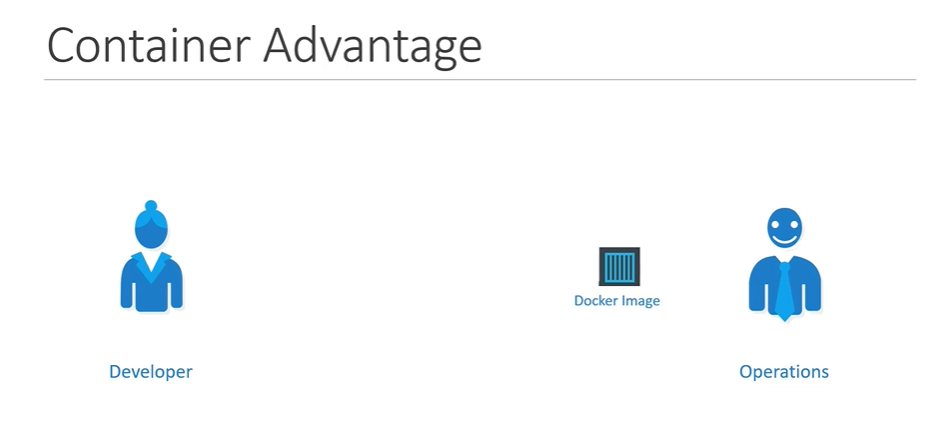 Container Advantage
Docker Image
Developer
Operations